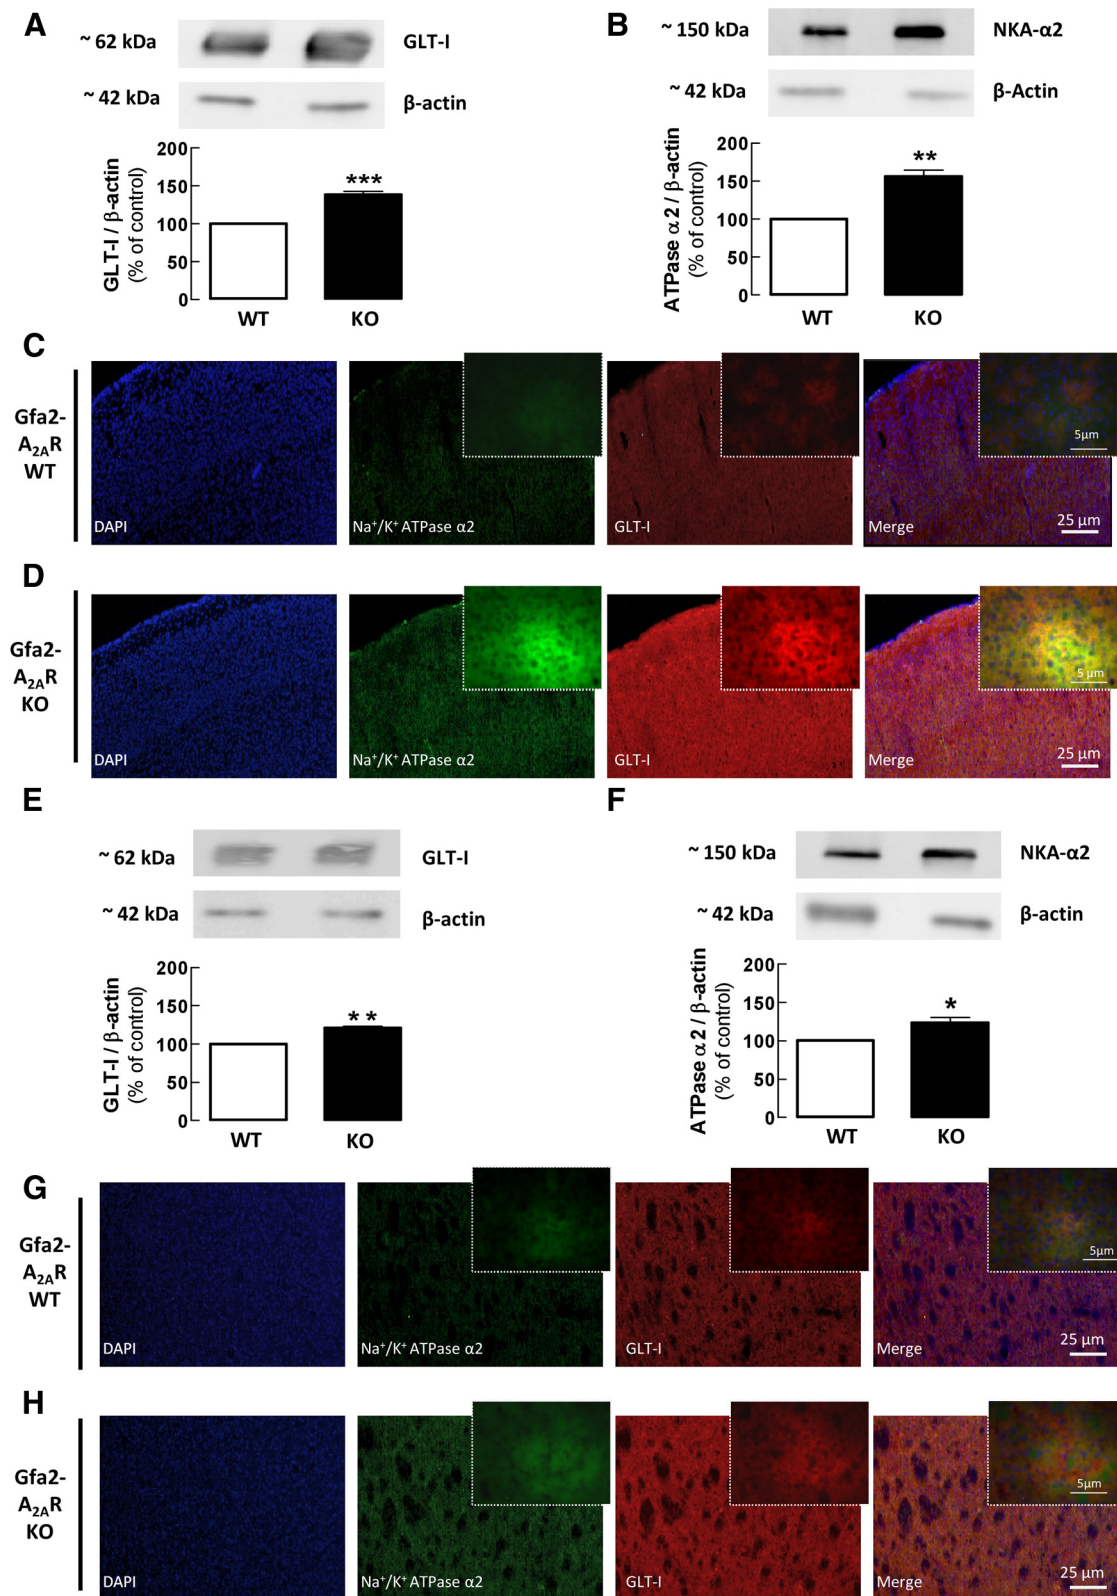 A
~ 62 kDa
GLT-I
~ 42 kDa
β-actin
GLT-I / β-actin
(% of control)
200
150
100
50
0
***
WT
KO
B
~ 150 kDa
NKA-α2
~ 42 kDa
β-Actin
ATPase α2 / β-actin
(% of control)
200
150
100
50
0
**
WT
KO
C
Gfa2-
A2AR
WT
DAPI
Na⁺/K⁺ ATPase α2
GLT-I
Merge
5μm
25 μm
D
Gfa2-
A2AR
KO
DAPI
Na⁺/K⁺ ATPase α2
GLT-I
Merge
5 μm
25 μm
E
~ 62 kDa
GLT-I
~ 42 kDa
β-actin
GLT-I / β-actin
(% of control)
200
150
100
50
0
**
WT
KO
F
~ 150 kDa
NKA-α2
~ 42 kDa
β-actin
ATPase α2 / β-actin
(% of control)
200
150
100
50
0
*
WT
KO
G
Gfa2-
A2AR
WT
DAPI
Na⁺/K⁺ ATPase α2
GLT-I
Merge
5μm
25 μm
H
Gfa2-
A2AR
KO
DAPI
Na⁺/K⁺ ATPase α2
GLT-I
Merge
5μm
25 μm